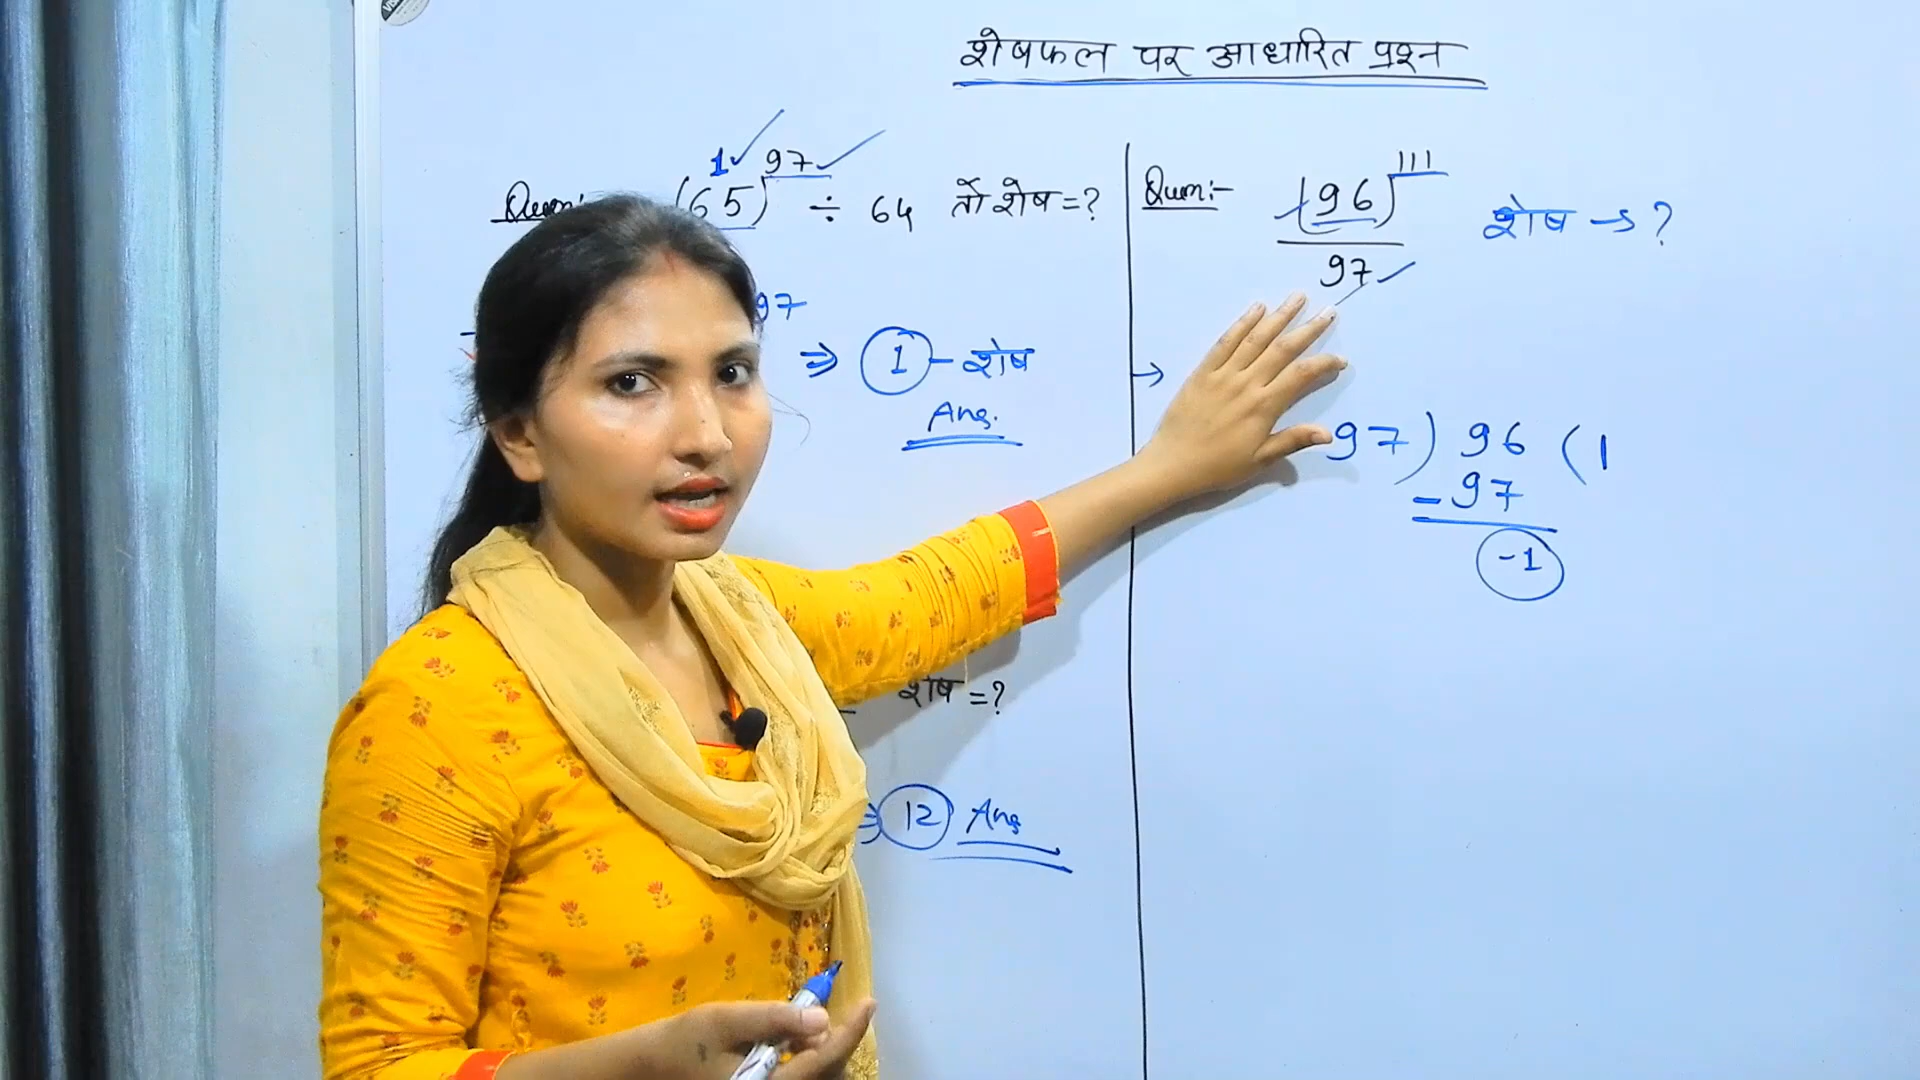 शेषफल पर आधारित प्रश्न
1 97
Ques:- (65) ÷ 64 तो शेष = ?
97
⇒ 1 - शेष
Ans.
शेष = ?
⇒ 12 Ans
Ques:- (96)^111 शेष → ?
97
→
97) 96 (1
-97
-1